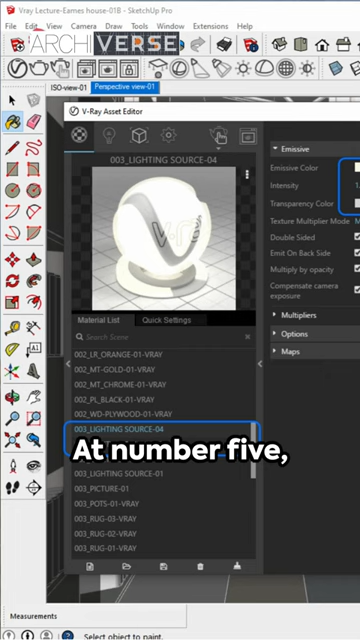 Vray Lecture-Eames house-01B - SketchUp Pro
File Edit View Camera Draw Tools Window Extensions Help
ARCHIVERSE
ISO-view-01 Perspective view-01
V-Ray Asset Editor
003_LIGHTING SOURCE-04
Material List Quick Settings
Search Scene
002_LR_ORANGE-01-VRAY
002_MT-GOLD-01-VRAY
002_MT_CHROME-01-VRAY
002_PL_BLACK-01-VRAY
002_WD-PLYWOOD-01-VRAY
003_LIGHTING SOURCE-04
003_LIGHTING SOURCE-01
003_PICTURE-01
003_POTS-01-VRAY
003_RUG-03-VRAY
003_RUG-02-VRAY
003_RUG-01-VRAY
Emissive
Emissive Color
Intensity
Transparency Color
Texture Multiplier Mode
Double Sided
Emit On Back Side
Multiply by opacity
Compensate camera
exposure
Multipliers
Options
Maps
At number five,
Measurements
Select object to paint.